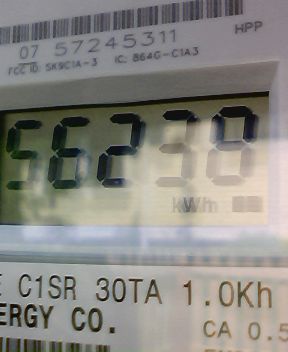 HPP
07 57245311
FCC ID: SK9C1A-3 IC: 864G-C1A3
56238
kWh
C1SR 30TA 1.0Kh
ERGY CO.
CA 0.5